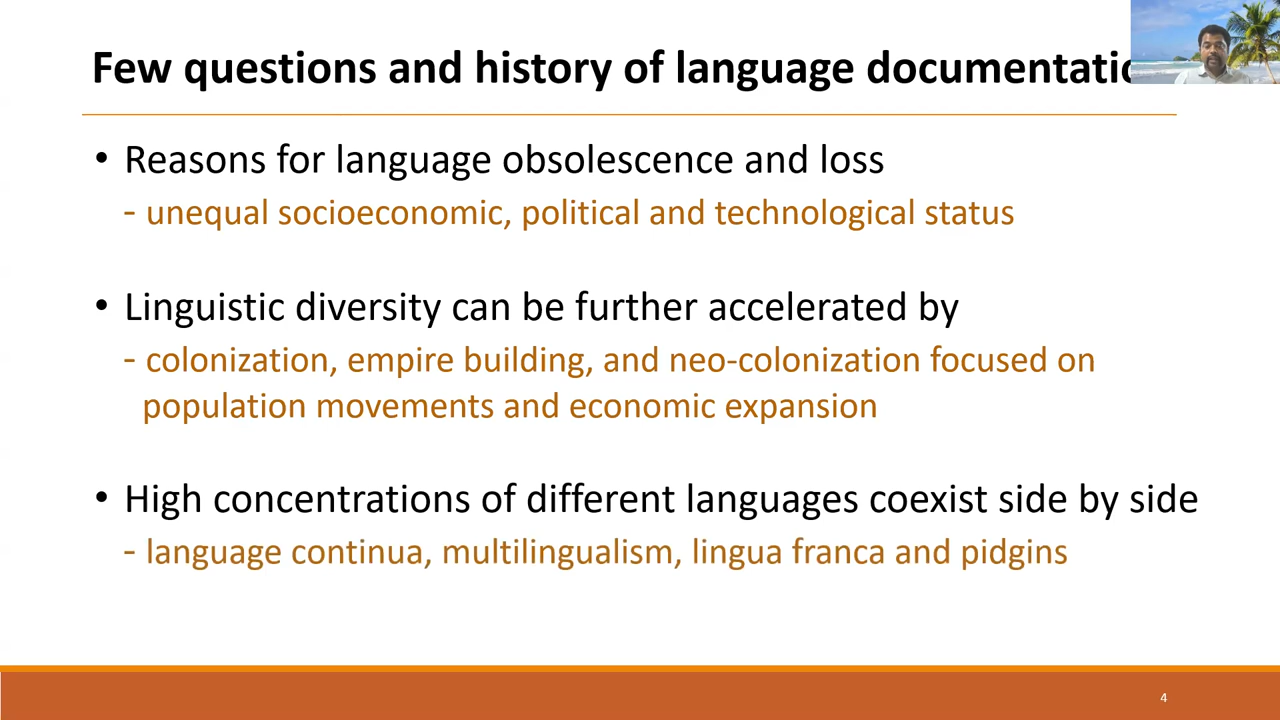 Few questions and history of language documentatio
• Reasons for language obsolescence and loss
- unequal socioeconomic, political and technological status
• Linguistic diversity can be further accelerated by
- colonization, empire building, and neo-colonization focused on
population movements and economic expansion
• High concentrations of different languages coexist side by side
- language continua, multilingualism, lingua franca and pidgins
4